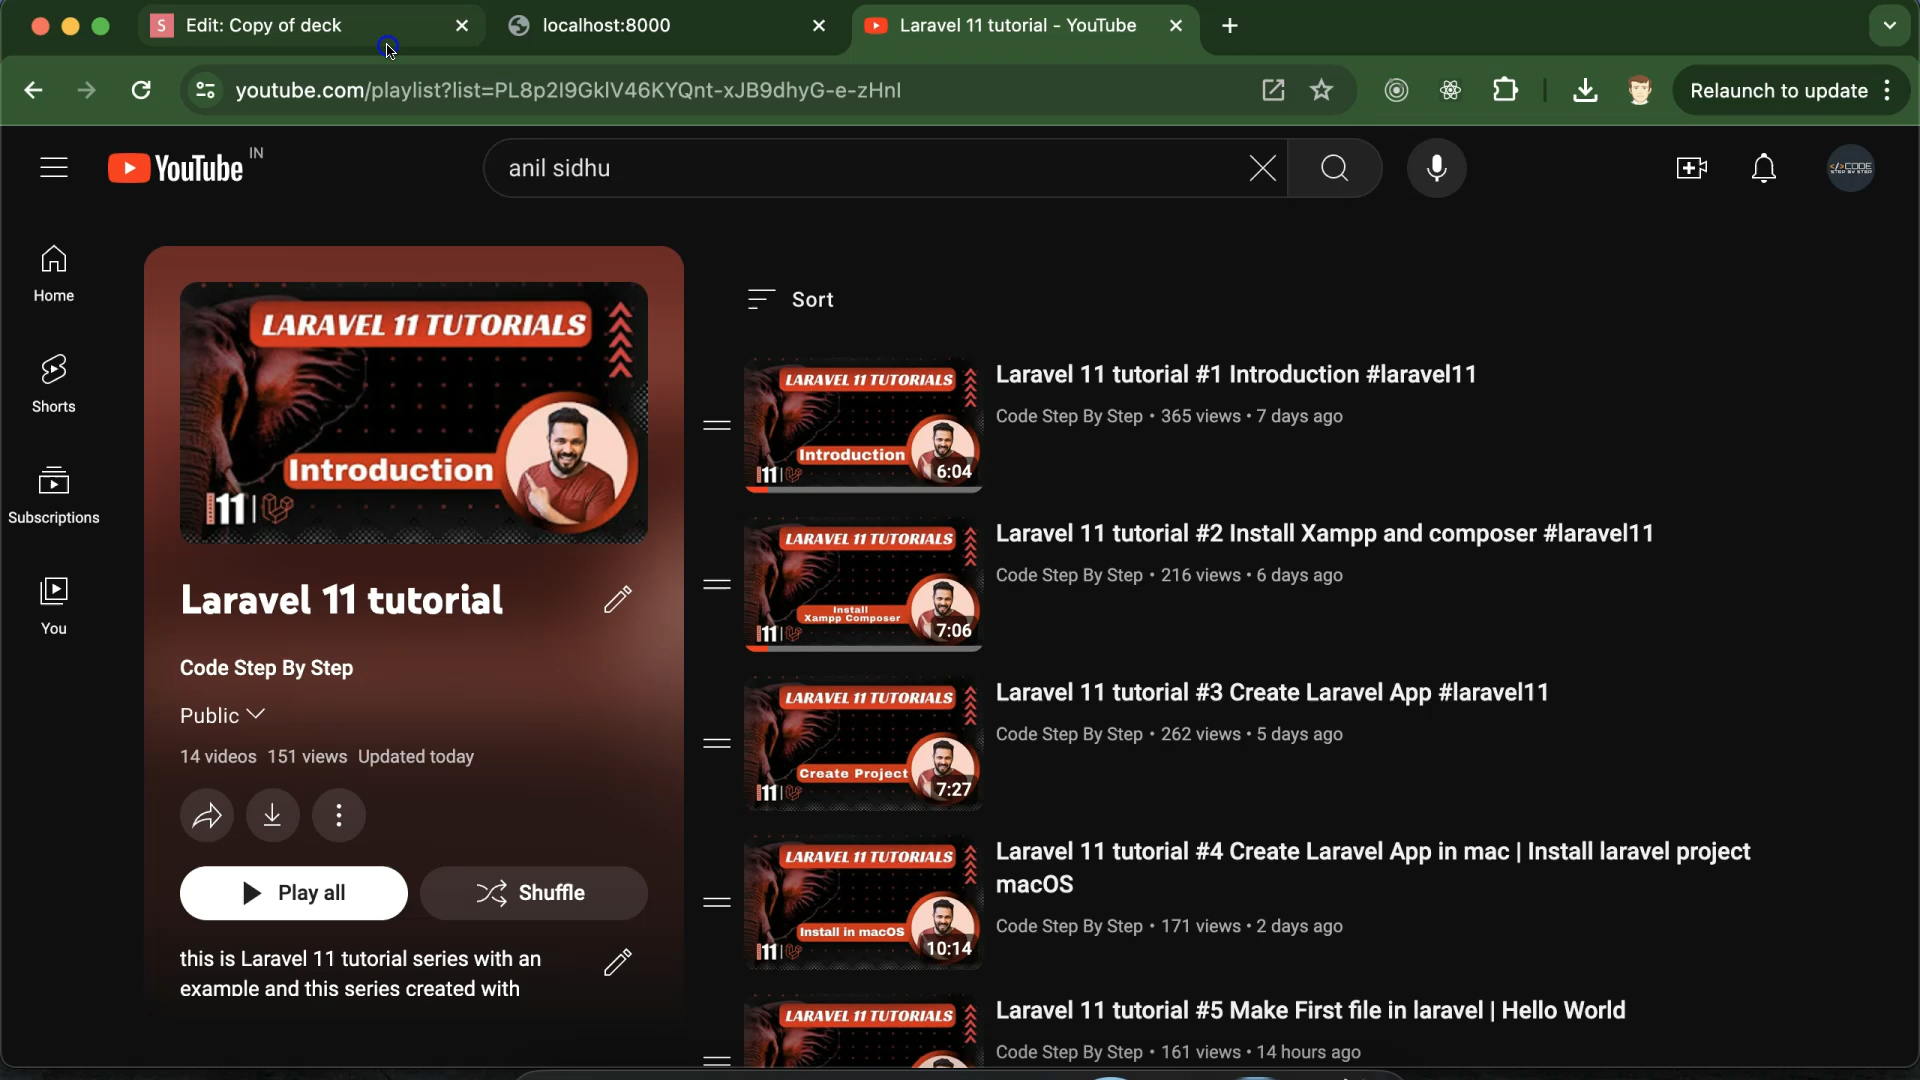 S Edit: Copy of deck
localhost:8000
Laravel 11 tutorial - YouTube
youtube.com/playlist?list=PL8p2I9GklV46KYQnt-xJB9dhyG-e-zHnl
Relaunch to update
YouTube IN
anil sidhu
</>CODE
STEP BY STEP
Home
Shorts
Subscriptions
You
LARAVEL 11 TUTORIALS
Introduction
11
Laravel 11 tutorial
Code Step By Step
Public
14 videos 151 views Updated today
Play all
Shuffle
this is Laravel 11 tutorial series with an
example and this series created with
Sort
LARAVEL 11 TUTORIALS
Introduction
11
6:04
Laravel 11 tutorial #1 Introduction #laravel11
Code Step By Step • 365 views • 7 days ago
LARAVEL 11 TUTORIALS
Install
Xampp Composer
11
7:06
Laravel 11 tutorial #2 Install Xampp and composer #laravel11
Code Step By Step • 216 views • 6 days ago
LARAVEL 11 TUTORIALS
Create Project
11
7:27
Laravel 11 tutorial #3 Create Laravel App #laravel11
Code Step By Step • 262 views • 5 days ago
LARAVEL 11 TUTORIALS
Install in macOS
11
10:14
Laravel 11 tutorial #4 Create Laravel App in mac | Install laravel project
macOS
Code Step By Step • 171 views • 2 days ago
LARAVEL 11 TUTORIALS
Laravel 11 tutorial #5 Make First file in laravel | Hello World
Code Step By Step • 161 views • 14 hours ago